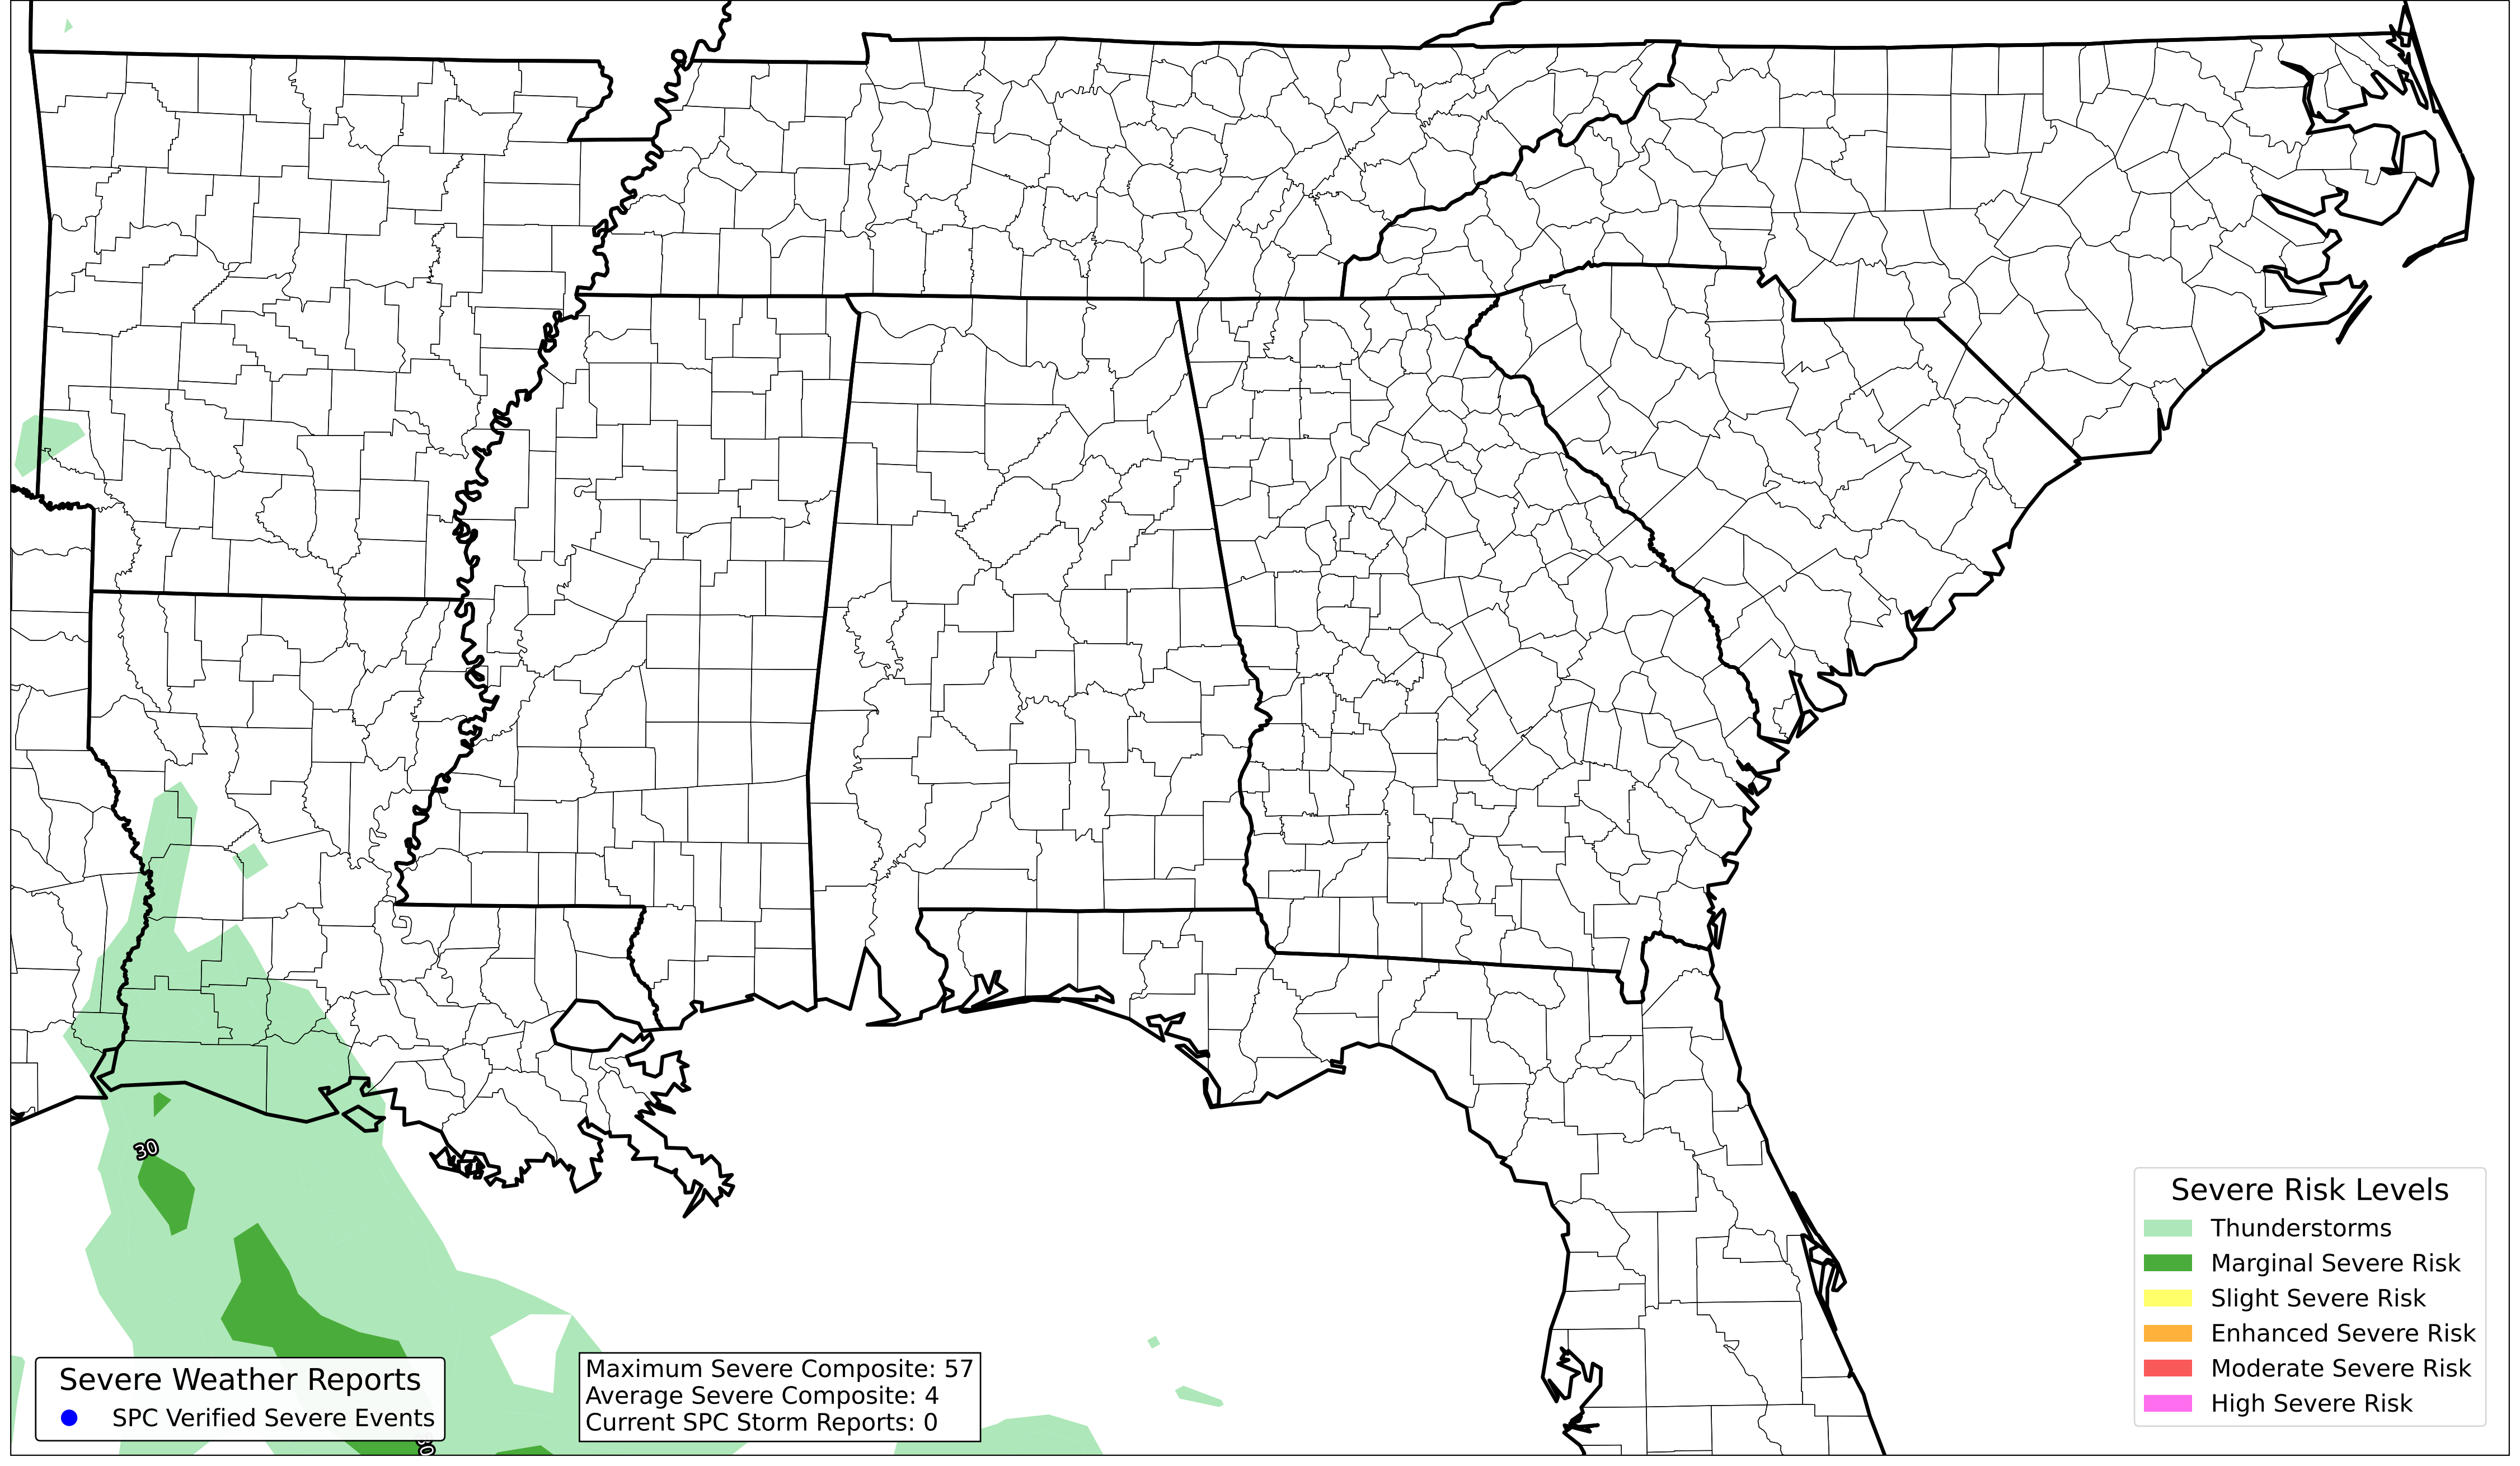 30
Severe Risk Levels
Thunderstorms
Marginal Severe Risk
Slight Severe Risk
Enhanced Severe Risk
Moderate Severe Risk
High Severe Risk
Severe Weather Reports
SPC Verified Severe Events
Maximum Severe Composite: 57
Average Severe Composite: 4
Current SPC Storm Reports: 0